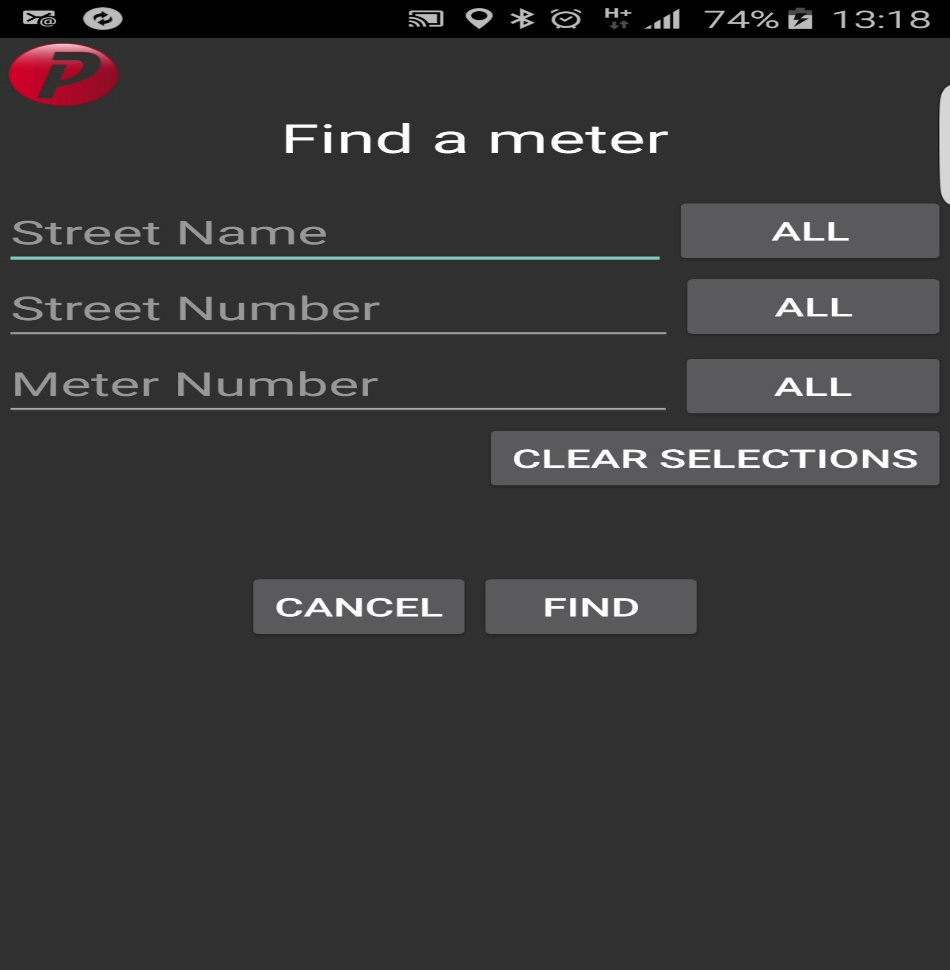 H+ 74% 13:18
P
Find a meter
Street Name ALL
Street Number ALL
Meter Number ALL
CLEAR SELECTIONS
CANCEL FIND